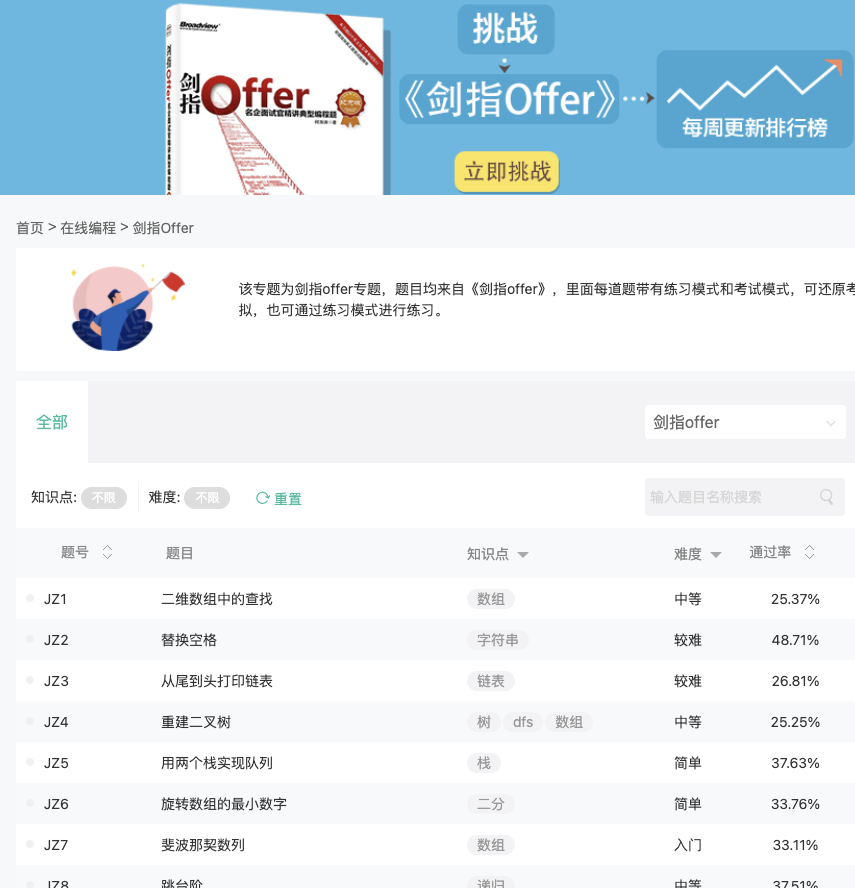 Broadview
剑指Offer
名企面试官精讲典型编程题
纪念版
挑战
《剑指Offer》
立即挑战
每周更新排行榜
首页 > 在线编程 > 剑指Offer
该专题为剑指offer专题，题目均来自《剑指offer》，里面每道题带有练习模式和考试模式，可还原考
拟，也可通过练习模式进行练习。
全部
剑指offer
知识点: 不限 难度: 不限 重置
输入题目名称搜索
题号 题目 知识点 难度 通过率
JZ1 二维数组中的查找 数组 中等 25.37%
JZ2 替换空格 字符串 较难 48.71%
JZ3 从尾到头打印链表 链表 较难 26.81%
JZ4 重建二叉树 树 dfs 数组 中等 25.25%
JZ5 用两个栈实现队列 栈 简单 37.63%
JZ6 旋转数组的最小数字 二分 简单 33.76%
JZ7 斐波那契数列 数组 入门 33.11%
JZ8 跳台阶 递归 中等 37.51%